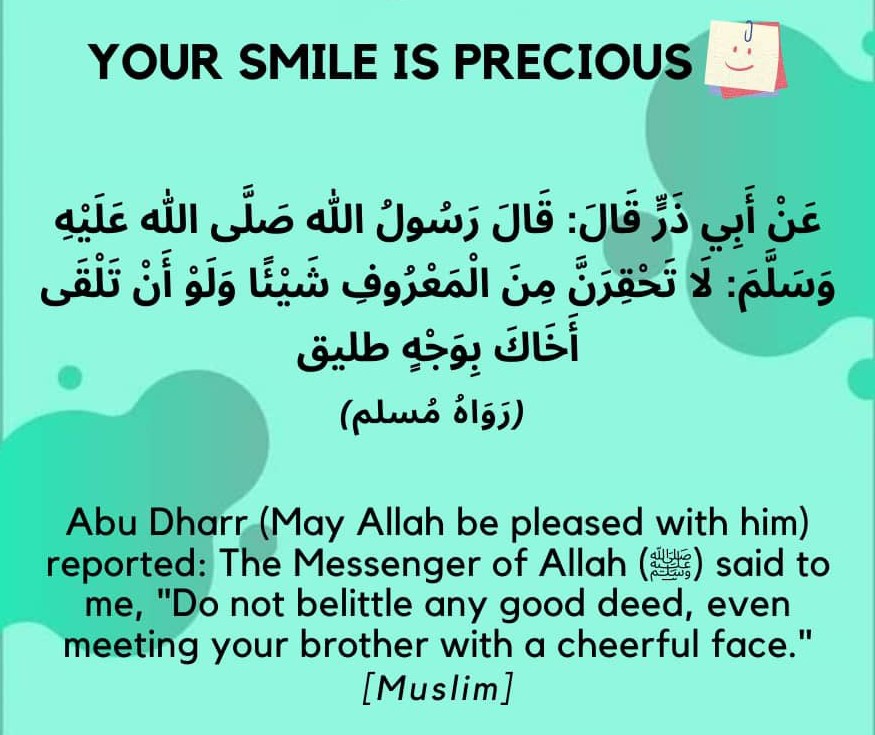 YOUR SMILE IS PRECIOUS
عَنْ أَبِي ذَرٍّ قَالَ: قَالَ رَسُولُ اللّٰه صَلَّى اللّٰه عَلَيْهِ
وَسَلَّمَ: لَا تَحْقِرَنَّ مِنَ الْمَعْرُوفِ شَيْئًا وَلَوْ أَنْ تَلْقَى
أَخَاكَ بِوَجْهٍ طليق
(رَوَاهُ مُسلم)
Abu Dharr (May Allah be pleased with him)
reported: The Messenger of Allah (ﷺ) said to
me, "Do not belittle any good deed, even
meeting your brother with a cheerful face."
[Muslim]